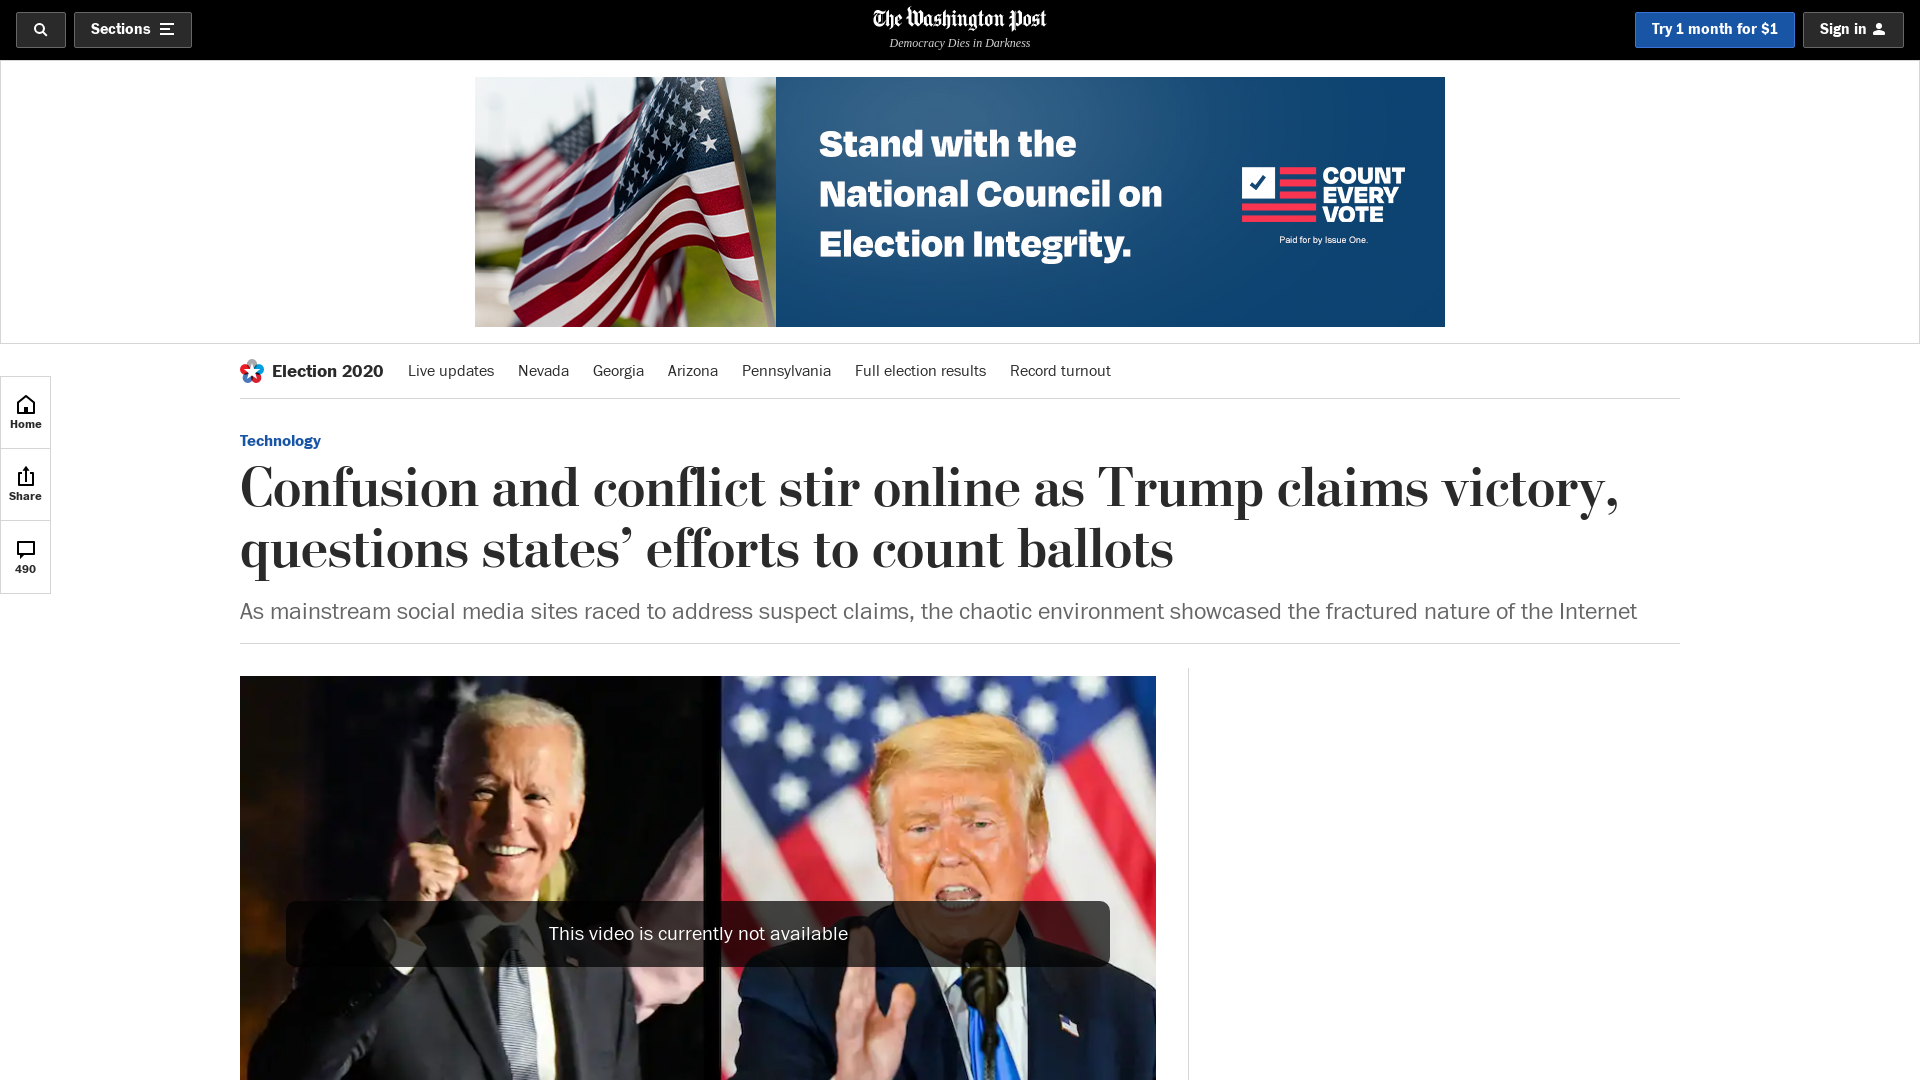 Sections
The Washington Post
Democracy Dies in Darkness
Try 1 month for $1
Sign in
Stand with the
National Council on
Election Integrity.
COUNT
EVERY
VOTE
Paid for by Issue One.
Election 2020
Live updates
Nevada
Georgia
Arizona
Pennsylvania
Full election results
Record turnout
Home
Share
490
Technology
Confusion and conflict stir online as Trump claims victory,
questions states’ efforts to count ballots
As mainstream social media sites raced to address suspect claims, the chaotic environment showcased the fractured nature of the Internet
This video is currently not available